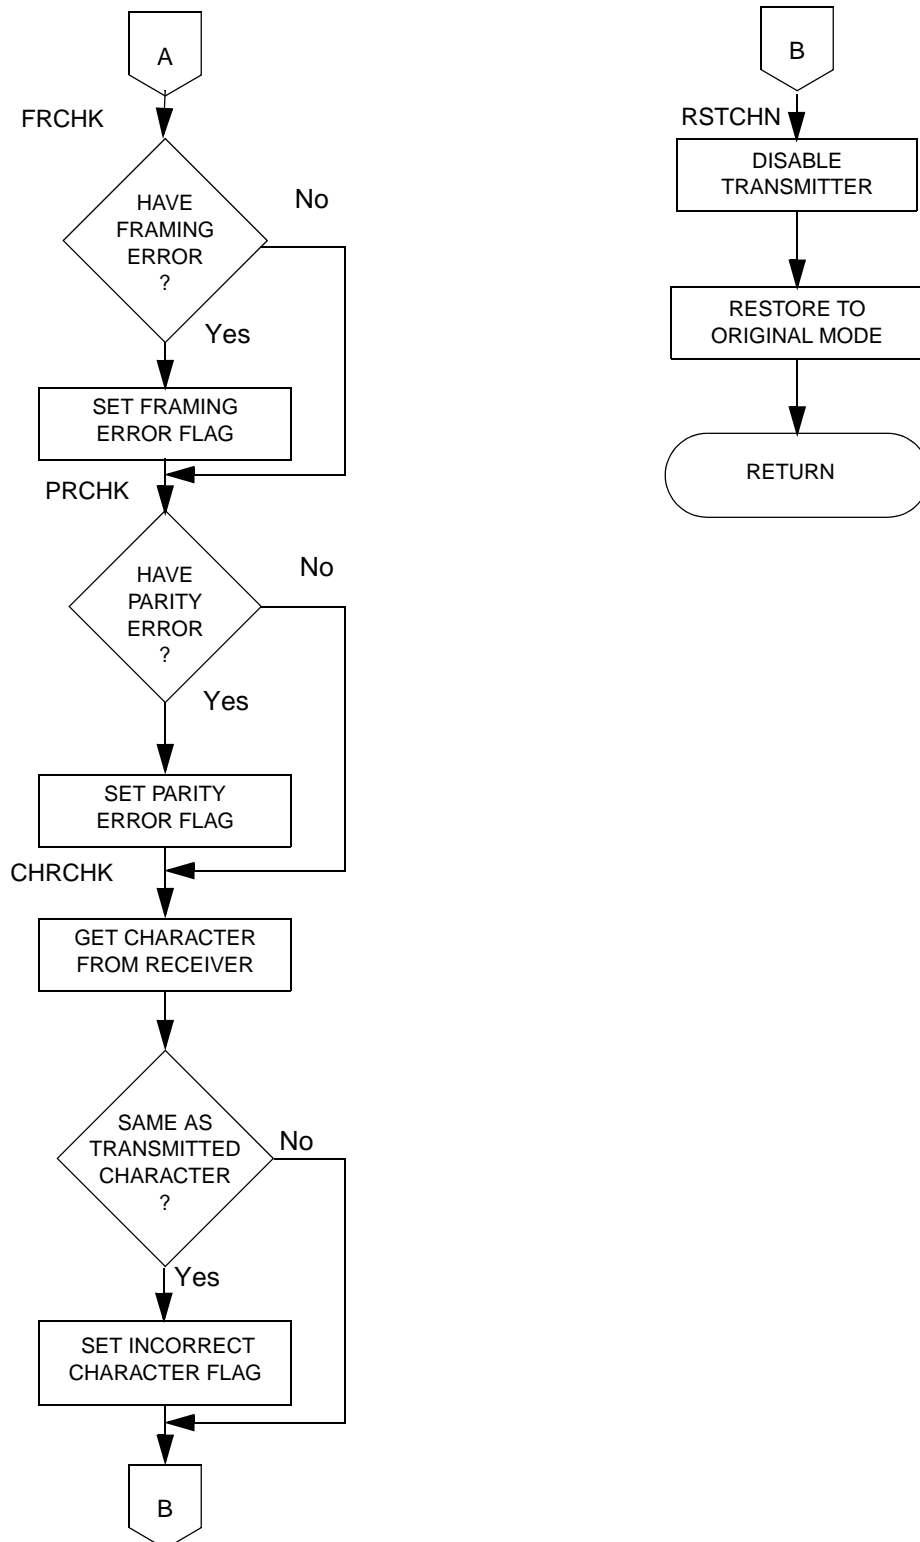 A
FRCHK
HAVE
FRAMING
ERROR
?
No
Yes
SET FRAMING
ERROR FLAG
PRCHK
HAVE
PARITY
ERROR
?
No
Yes
SET PARITY
ERROR FLAG
CHRCHK
GET CHARACTER
FROM RECEIVER
SAME AS
TRANSMITTED
CHARACTER
?
No
Yes
SET INCORRECT
CHARACTER FLAG
B
B
RSTCHN
DISABLE
TRANSMITTER
RESTORE TO
ORIGINAL MODE
RETURN